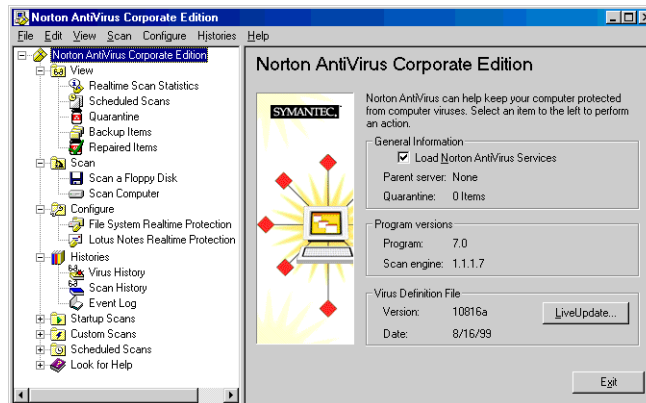 Norton AntiVirus Corporate Edition
File Edit View Scan Configure Histories Help
Norton AntiVirus Corporate Edition
View
Realtime Scan Statistics
Scheduled Scans
Quarantine
Backup Items
Repaired Items
Scan
Scan a Floppy Disk
Scan Computer
Configure
File System Realtime Protection
Lotus Notes Realtime Protection
Histories
Virus History
Scan History
Event Log
Startup Scans
Custom Scans
Scheduled Scans
Look for Help
Norton AntiVirus Corporate Edition
SYMANTEC.
Norton AntiVirus can help keep your computer protected
from computer viruses. Select an item to the left to perform
an action.
General Information
Load Norton AntiVirus Services
Parent server: None
Quarantine: 0 Items
Program versions
Program: 7.0
Scan engine: 1.1.1.7
Virus Definition File
Version: 10816a
LiveUpdate...
Date: 8/16/99
Exit